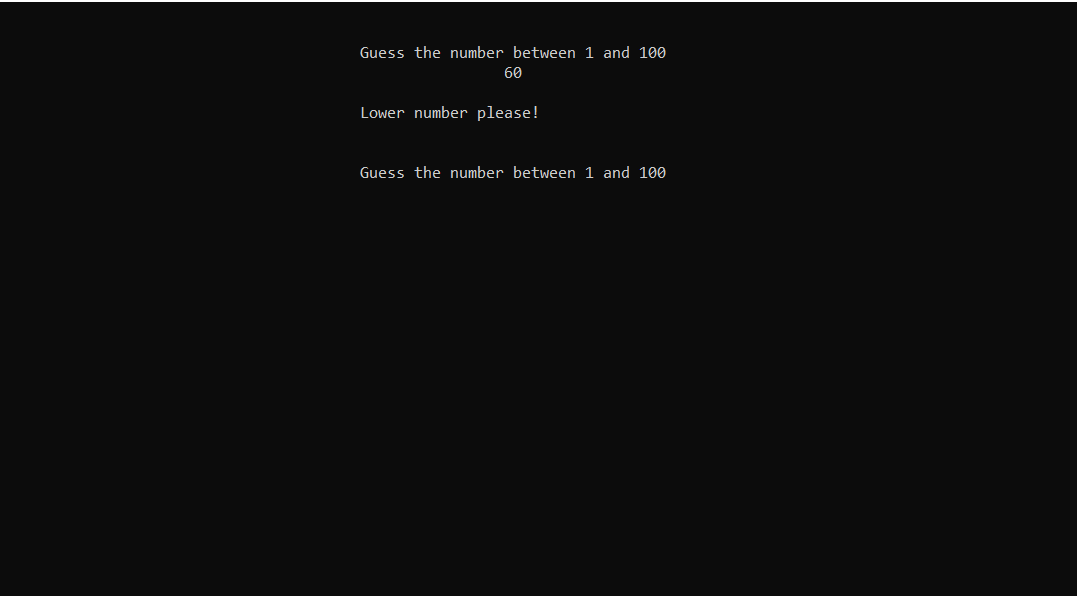 Guess the number between 1 and 100
60
Lower number please!
Guess the number between 1 and 100